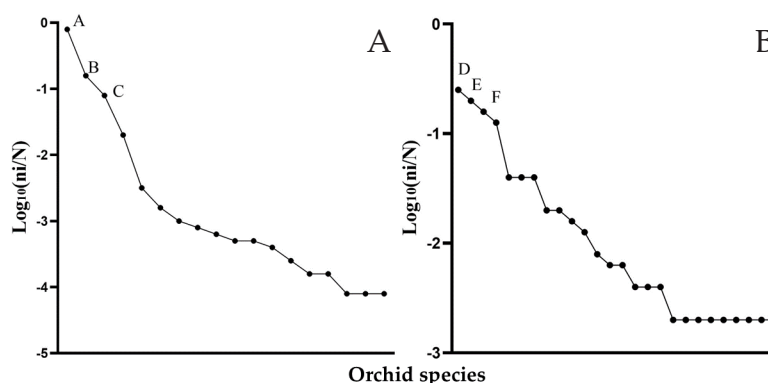 A
A
B
C
0
-1
-2
-3
-4
-5
Log₁₀(ni/N)
B
D
E
F
0
-1
-2
-3
Log₁₀(ni/N)
Orchid species